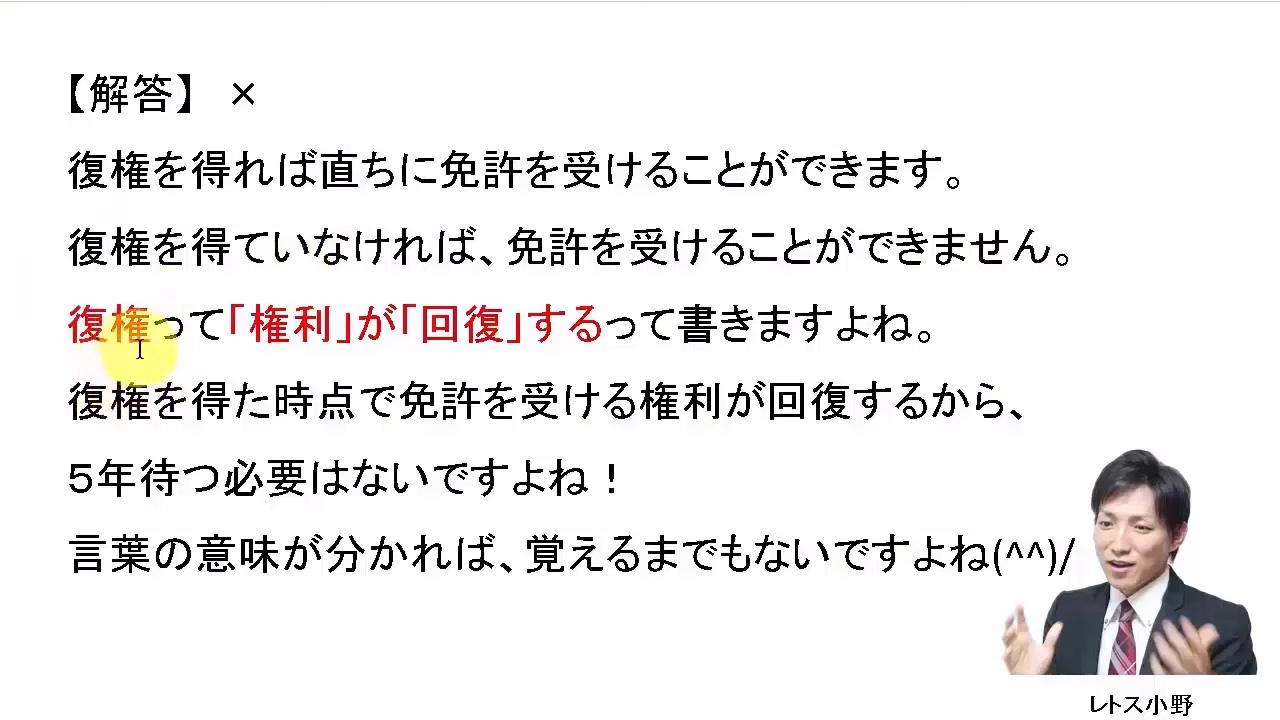 【解答】 ×
復権を得れば直ちに免許を受けることができます。
復権を得ていなければ、免許を受けることができません。
復権って「権利」が「回復」するって書きますよね。
復権を得た時点で免許を受ける権利が回復するから、
５年待つ必要はないですよね！
言葉の意味が分かれば、覚えるまでもないですよね(^^)/
レトス小野